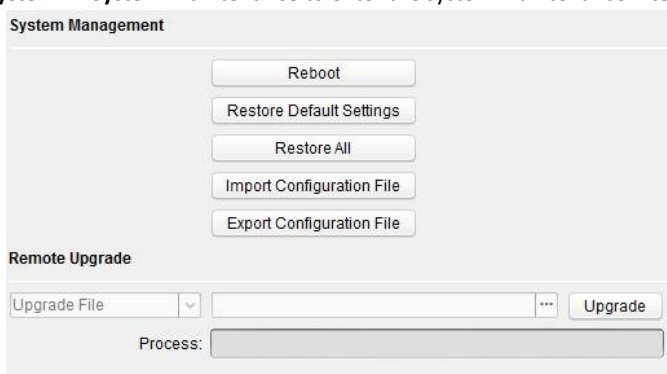 System Management
Reboot
Restore Default Settings
Restore All
Import Configuration File
Export Configuration File
Remote Upgrade
Upgrade File ... Upgrade
Process: